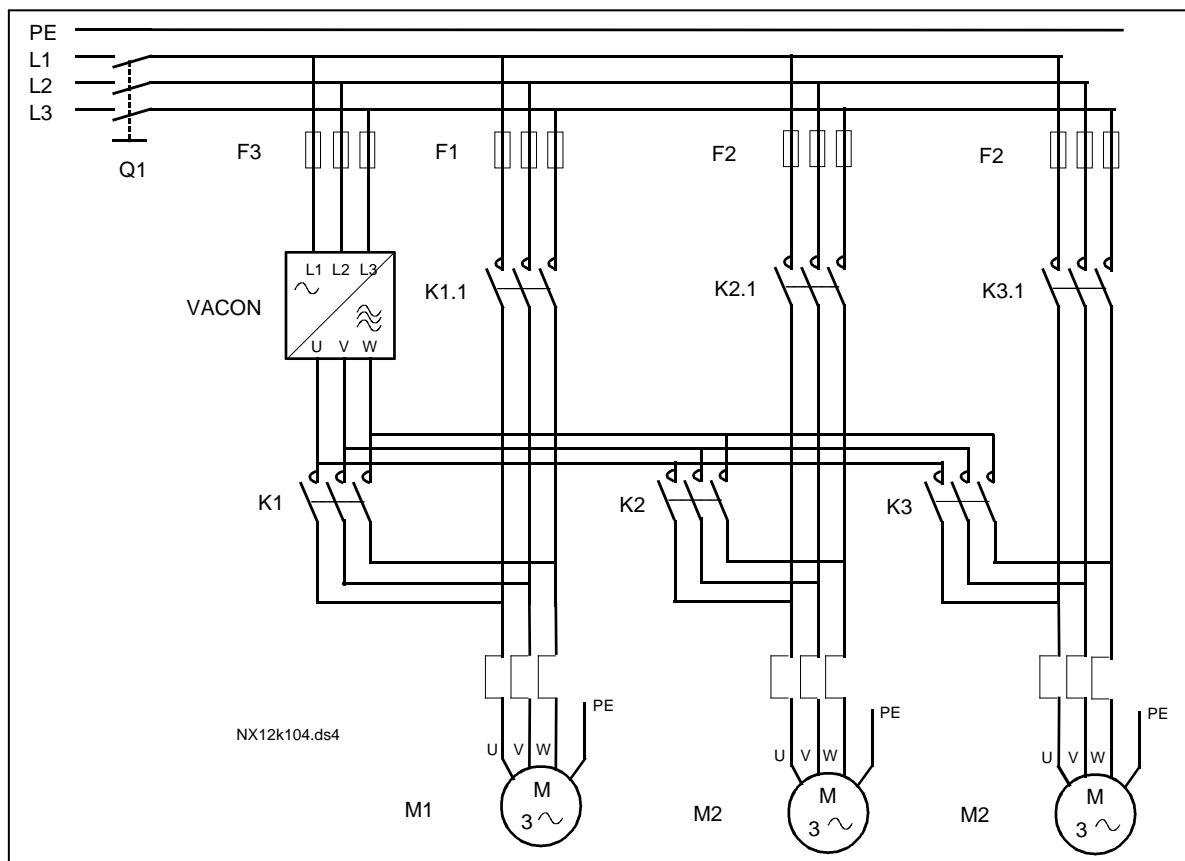 PE
L1
L2
L3
Q1
F3
F1
F2
F2
L1 L2 L3
VACON
U V W
K1.1
K2.1
K3.1
K1
K2
K3
NX12k104.ds4
PE
PE
PE
U V W
U V W
U V W
M
3
M
3
M
3
M1
M2
M2